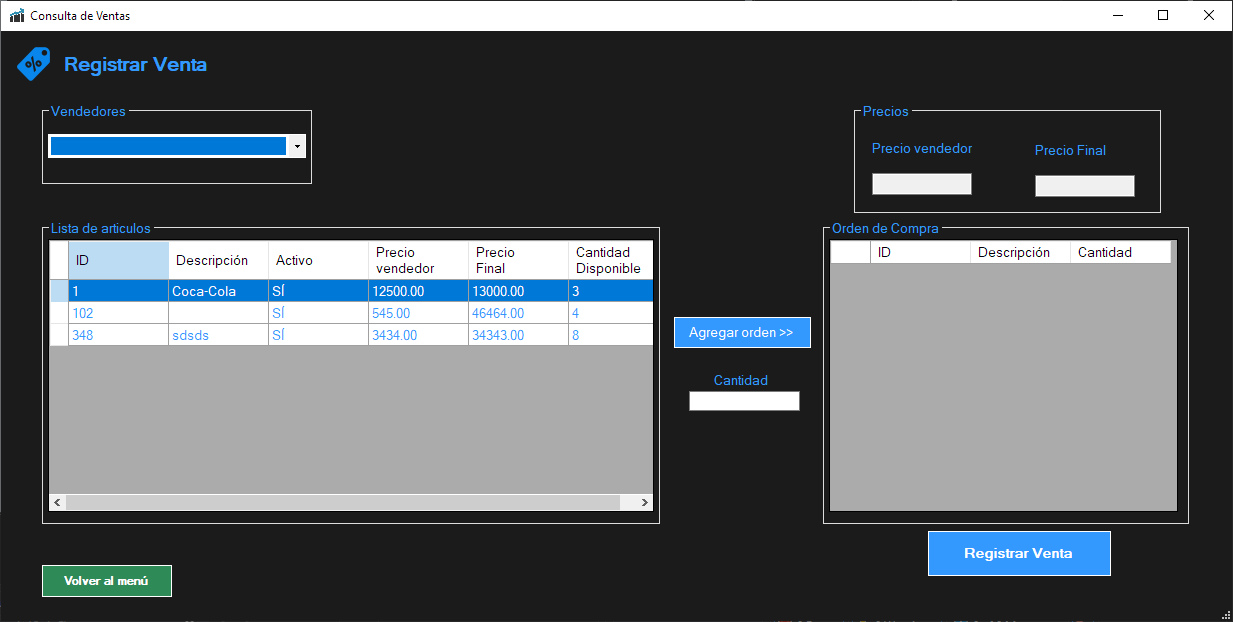 Consulta de Ventas
Registrar Venta
Vendedores
Precios
Precio vendedor
Precio Final
Lista de articulos
ID Descripción Activo Precio vendedor Precio Final Cantidad Disponible
1 Coca-Cola SÍ 12500.00 13000.00 3
102 SÍ 545.00 46464.00 4
348 sdsds SÍ 3434.00 34343.00 8
Agregar orden >>
Cantidad
Orden de Compra
ID Descripción Cantidad
Registrar Venta
Volver al menú